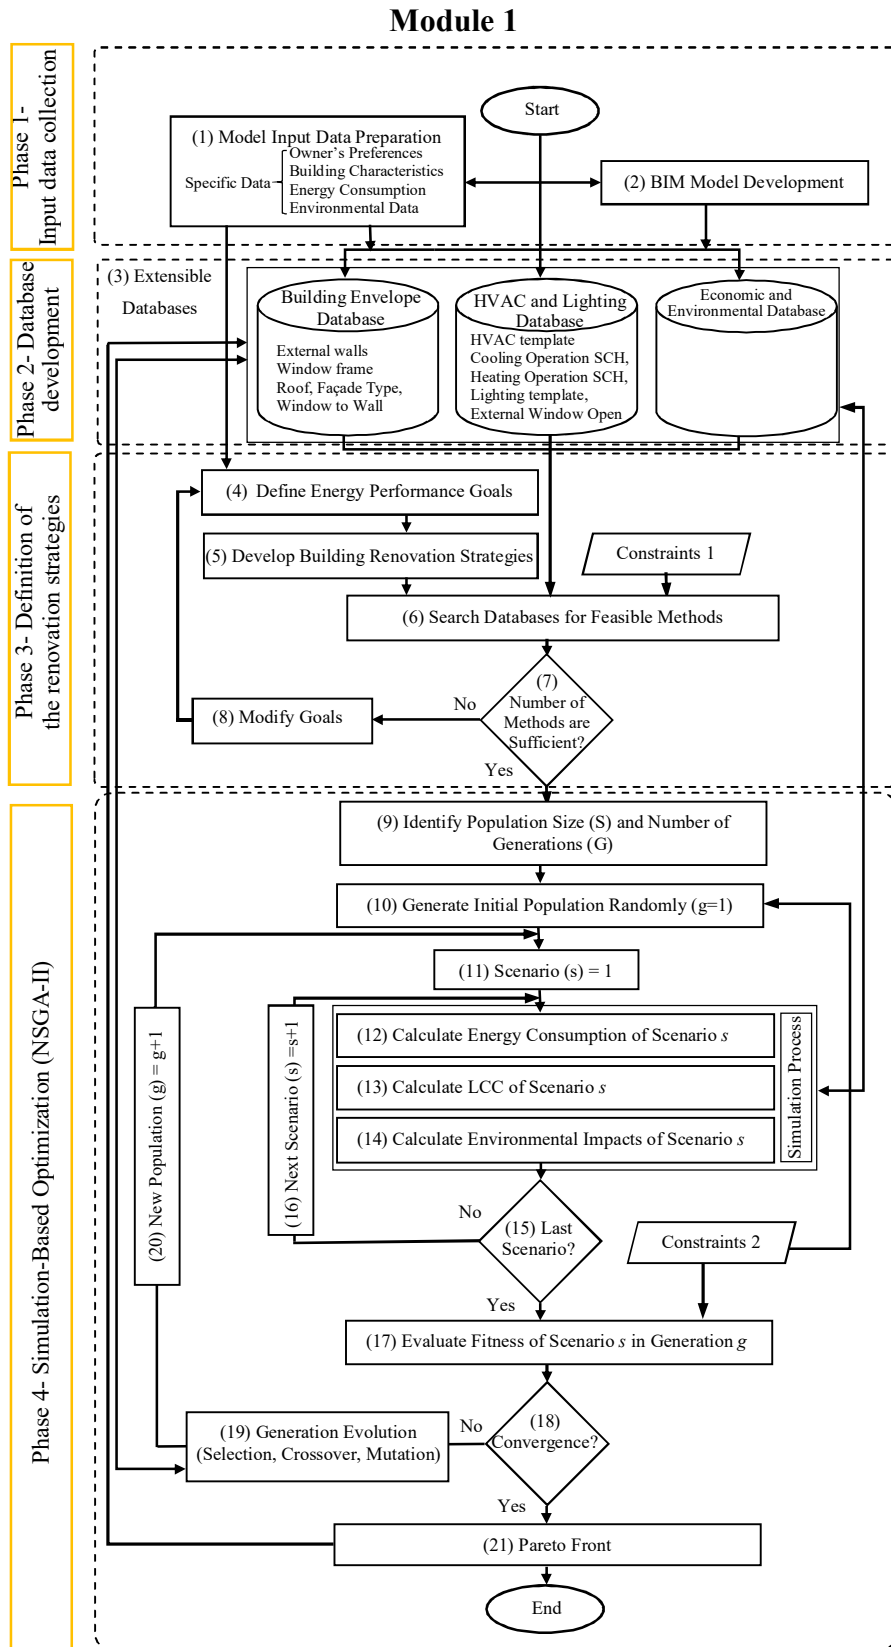 Module 1
Phase 1-
Input data collection
Start
(1) Model Input Data Preparation
Specific Data
Owner's Preferences
Building Characteristics
Energy Consumption
Environmental Data
(2) BIM Model Development
Phase 2- Database
development
(3) Extensible
Databases
Building Envelope
Database
External walls
Window frame
Roof, Façade Type,
Window to Wall
HVAC and Lighting
Database
HVAC template
Cooling Operation SCH,
Heating Operation SCH,
Lighting template,
External Window Open
Economic and
Environmental Database
Phase 3- Definition of
the renovation strategies
(4) Define Energy Performance Goals
(5) Develop Building Renovation Strategies
Constraints 1
(6) Search Databases for Feasible Methods
(7)
Number of
Methods are
Sufficient?
No
(8) Modify Goals
Yes
Phase 4- Simulation-Based Optimization (NSGA-II)
(9) Identify Population Size (S) and Number of
Generations (G)
(10) Generate Initial Population Randomly (g=1)
(11) Scenario (s) = 1
(12) Calculate Energy Consumption of Scenario s
(13) Calculate LCC of Scenario s
(14) Calculate Environmental Impacts of Scenario s
Simulation Process
(16) Next Scenario (s) =s+1
(20) New Population (g) = g+1
No
(15) Last
Scenario?
Constraints 2
Yes
(17) Evaluate Fitness of Scenario s in Generation g
(18)
Convergence?
No
(19) Generation Evolution
(Selection, Crossover, Mutation)
Yes
(21) Pareto Front
End